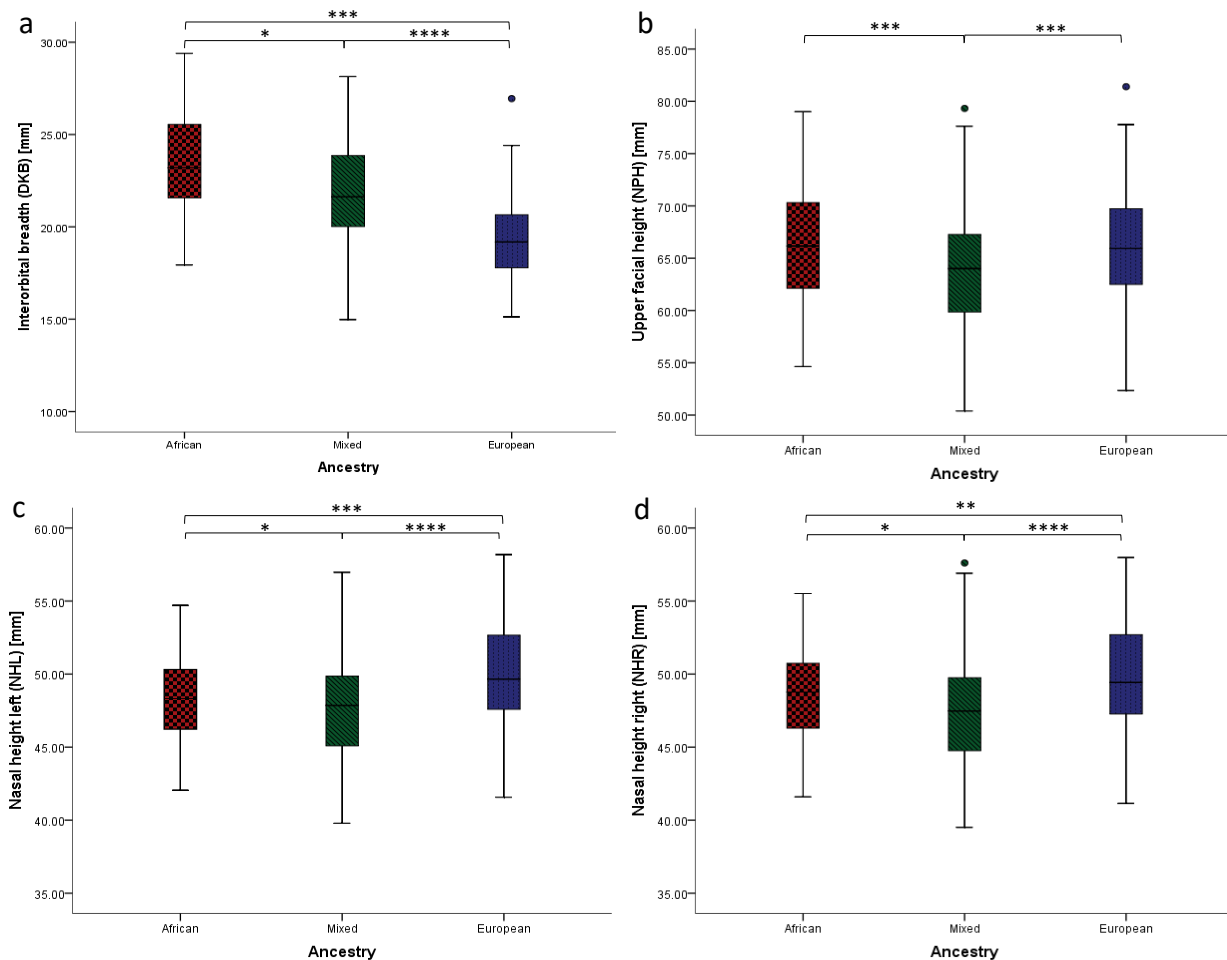 a
***
*
****
30.00
25.00
20.00
15.00
10.00
Interorbital breadth (DKB) [mm]
African
Mixed
European
Ancestry
b
***
***
85.00
80.00
75.00
70.00
65.00
60.00
55.00
50.00
Upper facial height (NPH) [mm]
African
Mixed
European
Ancestry
c
***
*
****
60.00
55.00
50.00
45.00
40.00
35.00
Nasal height left (NHL) [mm]
African
Mixed
European
Ancestry
d
**
*
****
60.00
55.00
50.00
45.00
40.00
35.00
Nasal height right (NHR) [mm]
African
Mixed
European
Ancestry